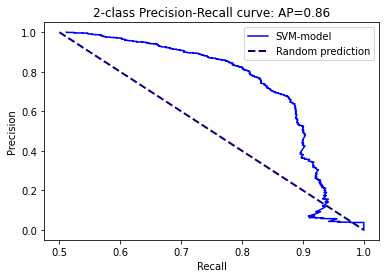 2-class Precision-Recall curve: AP=0.86
SVM-model
Random prediction
Precision
1.0
0.8
0.6
0.4
0.2
0.0
0.5 0.6 0.7 0.8 0.9 1.0
Recall